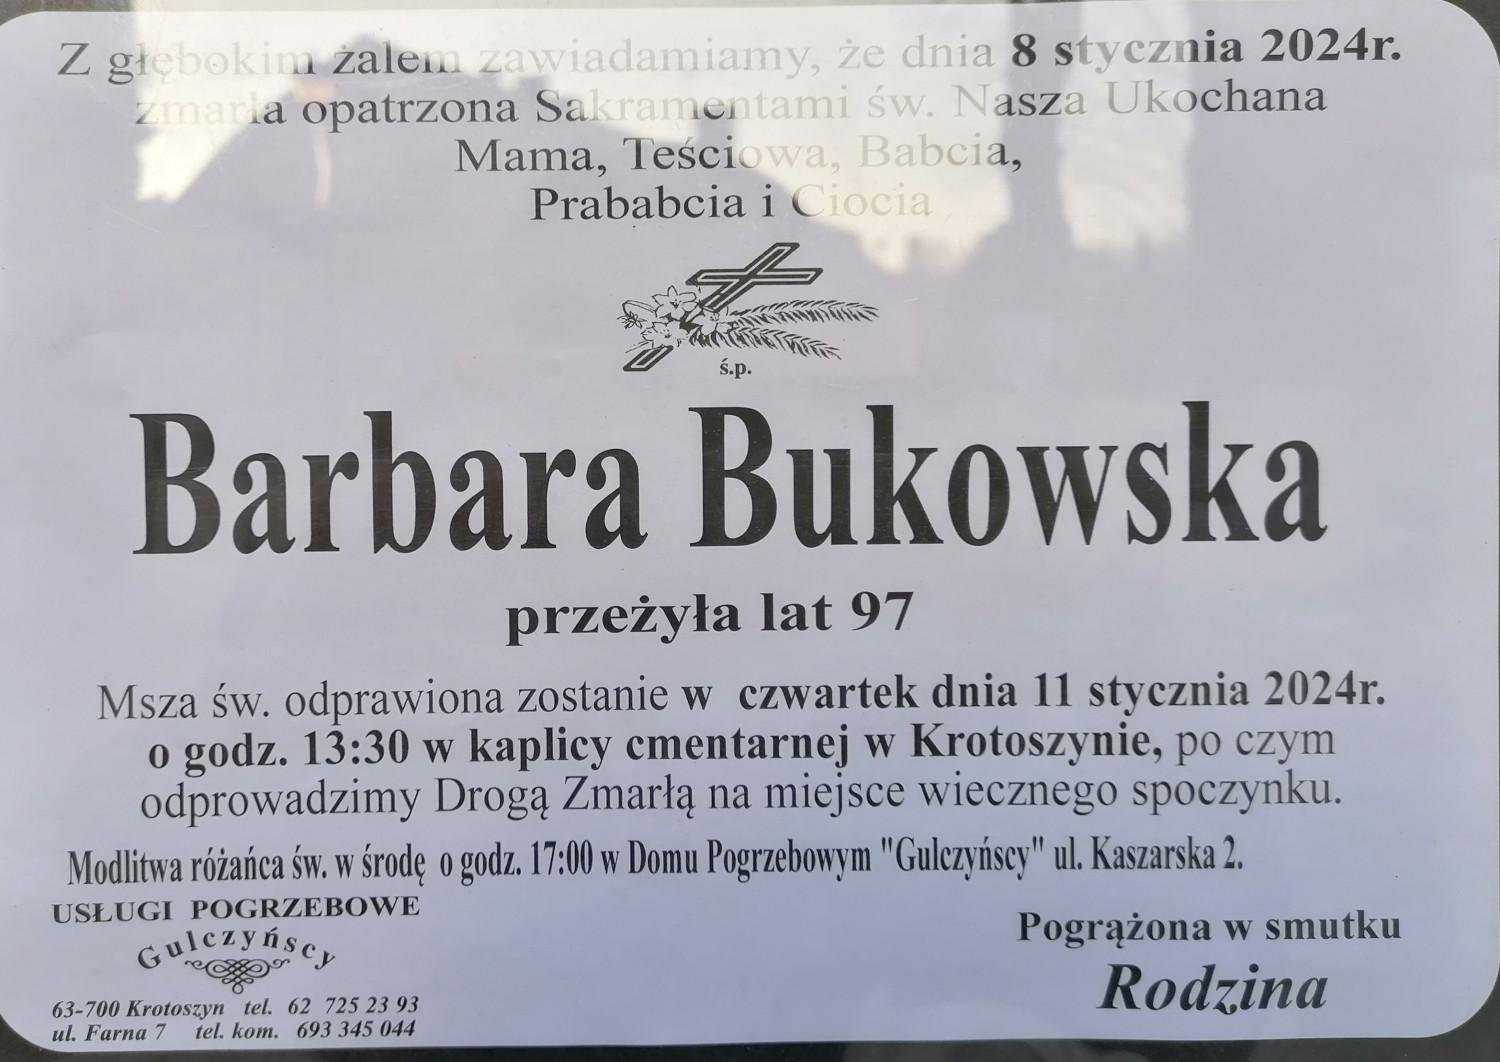 Z głębokim żalem zawiadamiamy, że dnia 8 stycznia 2024r.
zmarła opatrzona Sakramentami św. Nasza Ukochana
Mama, Teściowa, Babcia,
Prababcia i Ciocia
ś.p.
Barbara Bukowska
przeżyła lat 97
Msza św. odprawiona zostanie w czwartek dnia 11 stycznia 2024r.
o godz. 13:30 w kaplicy cmentarnej w Krotoszynie, po czym
odprowadzimy Drogą Zmarłą na miejsce wiecznego spoczynku.
Modlitwa różańca św. w środę o godz. 17:00 w Domu Pogrzebowym "Gulczyńscy" ul. Kaszarska 2.
USŁUGI POGRZEBOWE
Gulczyńscy
63-700 Krotoszyn tel. 62 725 23 93
ul. Farna 7 tel. kom. 693 345 044
Pogrążona w smutku
Rodzina